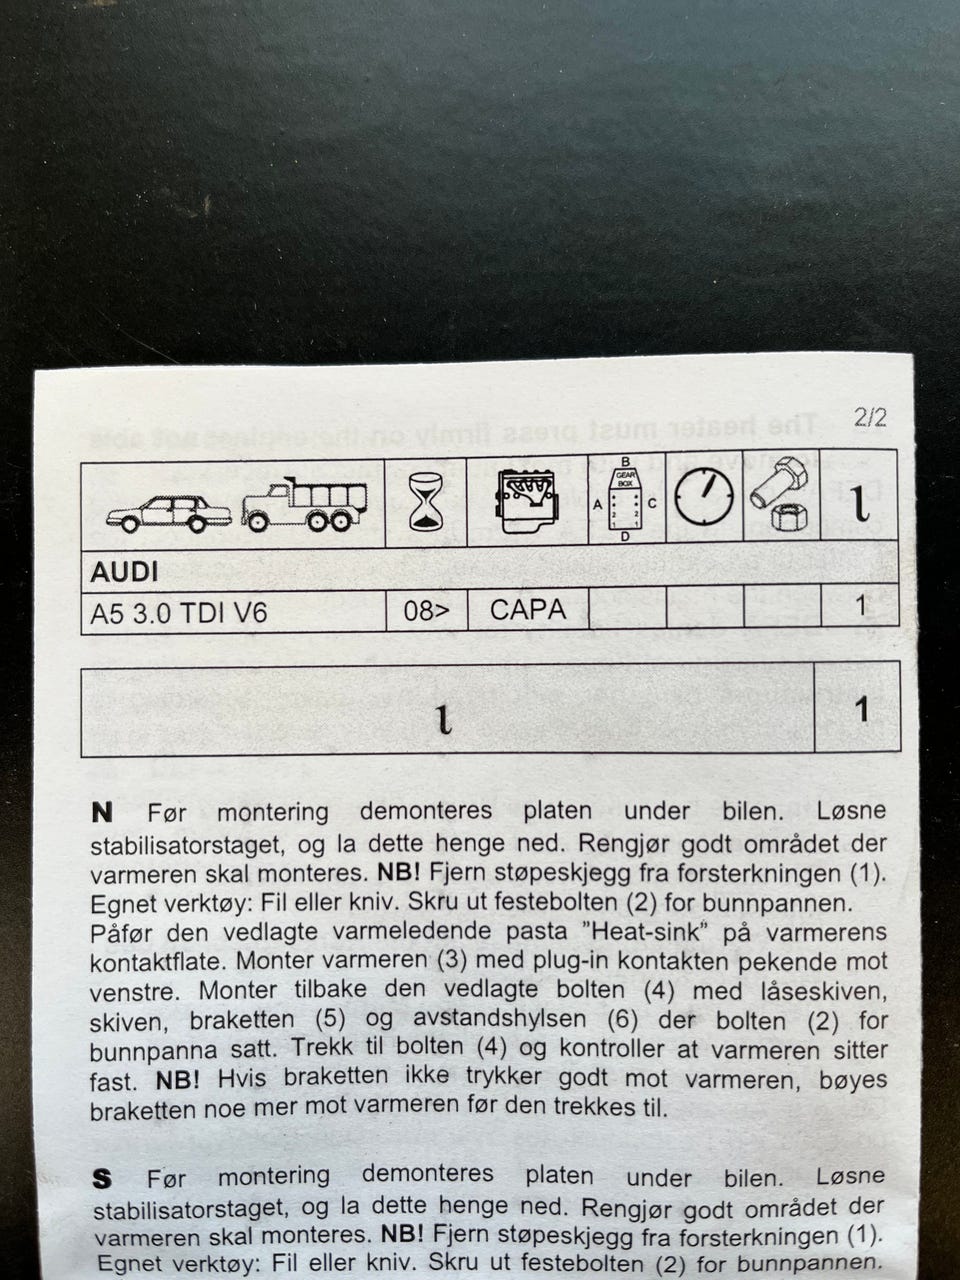 2/2
B
GEAR
BOX
A
C
1
1
2
2
D
ι
AUDI
A5 3.0 TDI V6 08> CAPA 1
ι 1
N Før montering demonteres platen under bilen. Løsne
stabilisatorstaget, og la dette henge ned. Rengjør godt området der
varmeren skal monteres. NB! Fjern støpeskjegg fra forsterkningen (1).
Egnet verktøy: Fil eller kniv. Skru ut festebolten (2) for bunnpannen.
Påfør den vedlagte varmeledende pasta ”Heat-sink” på varmerens
kontaktflate. Monter varmeren (3) med plug-in kontakten pekende mot
venstre. Monter tilbake den vedlagte bolten (4) med låseskiven,
skiven, braketten (5) og avstandshylsen (6) der bolten (2) for
bunnpanna satt. Trekk til bolten (4) og kontroller at varmeren sitter
fast. NB! Hvis braketten ikke trykker godt mot varmeren, bøyes
braketten noe mer mot varmeren før den trekkes til.
S Før montering demonteres platen under bilen. Løsne
stabilisatorstaget, og la dette henge ned. Rengjør godt området der
varmeren skal monteres. NB! Fjern støpeskjegg fra forsterkningen (1).
Egnet verktøy: Fil eller kniv. Skru ut festebolten (2) for bunnpannen.